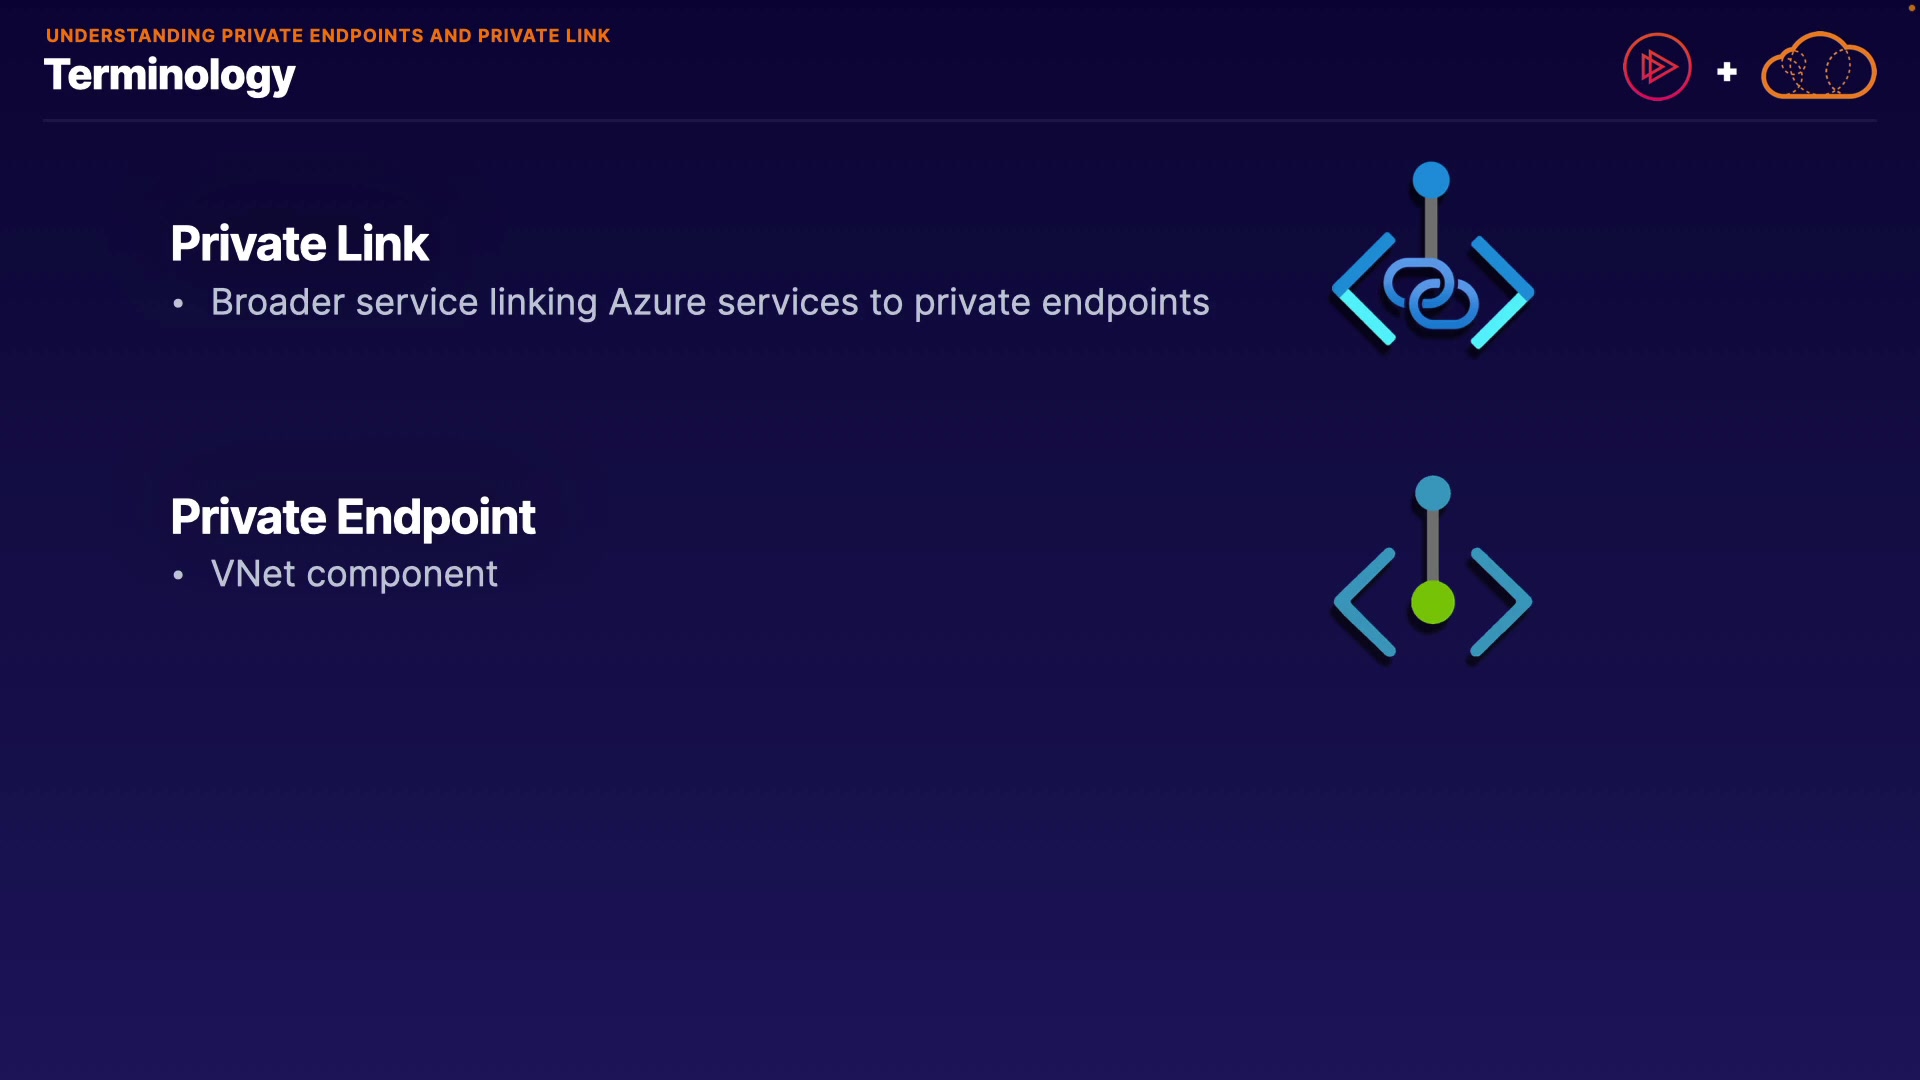 UNDERSTANDING PRIVATE ENDPOINTS AND PRIVATE LINK
Terminology
+
Private Link
• Broader service linking Azure services to private endpoints
Private Endpoint
• VNet component